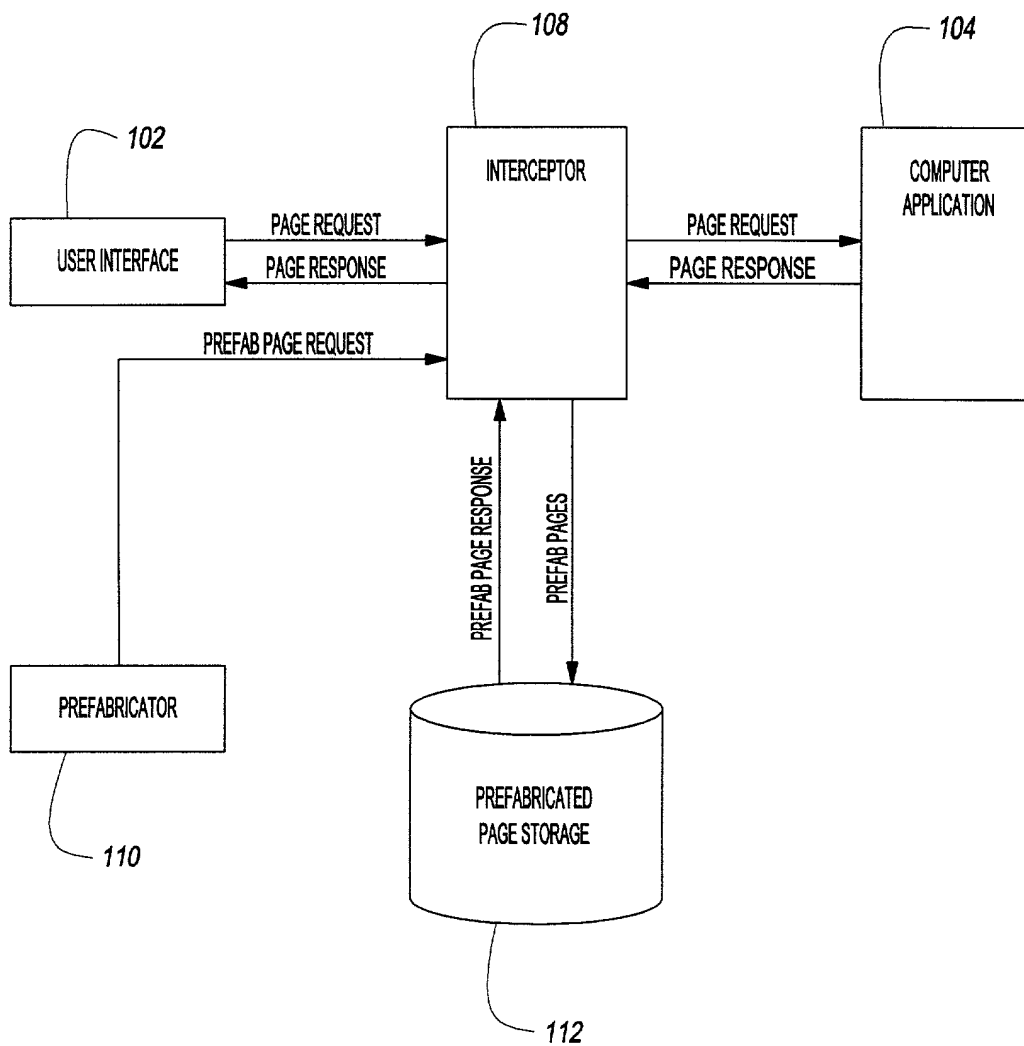 108
104
102
INTERCEPTOR
COMPUTER
APPLICATION
USER INTERFACE
PAGE REQUEST
PAGE RESPONSE
PAGE REQUEST
PAGE RESPONSE
PREFAB PAGE REQUEST
PREFAB PAGE RESPONSE
PREFAB PAGES
PREFABRICATOR
PREFABRICATED
PAGE STORAGE
110
112